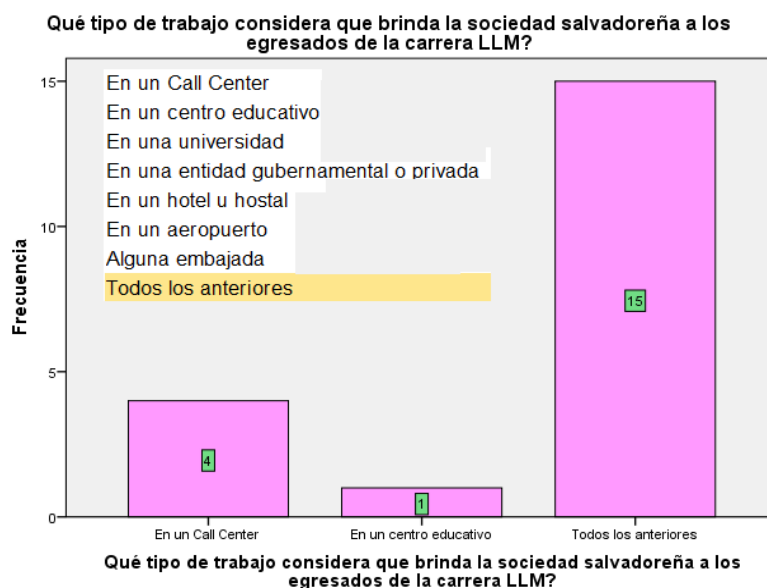 Qué tipo de trabajo considera que brinda la sociedad salvadoreña a los
egresados de la carrera LLM?
En un Call Center
En un centro educativo
En una universidad
En una entidad gubernamental o privada
En un hotel u hostal
En un aeropuerto
Alguna embajada
Todos los anteriores
Frecuencia
15
10
5
0
4
1
15
En un Call Center
En un centro educativo
Todos los anteriores
Qué tipo de trabajo considera que brinda la sociedad salvadoreña a los
egresados de la carrera LLM?